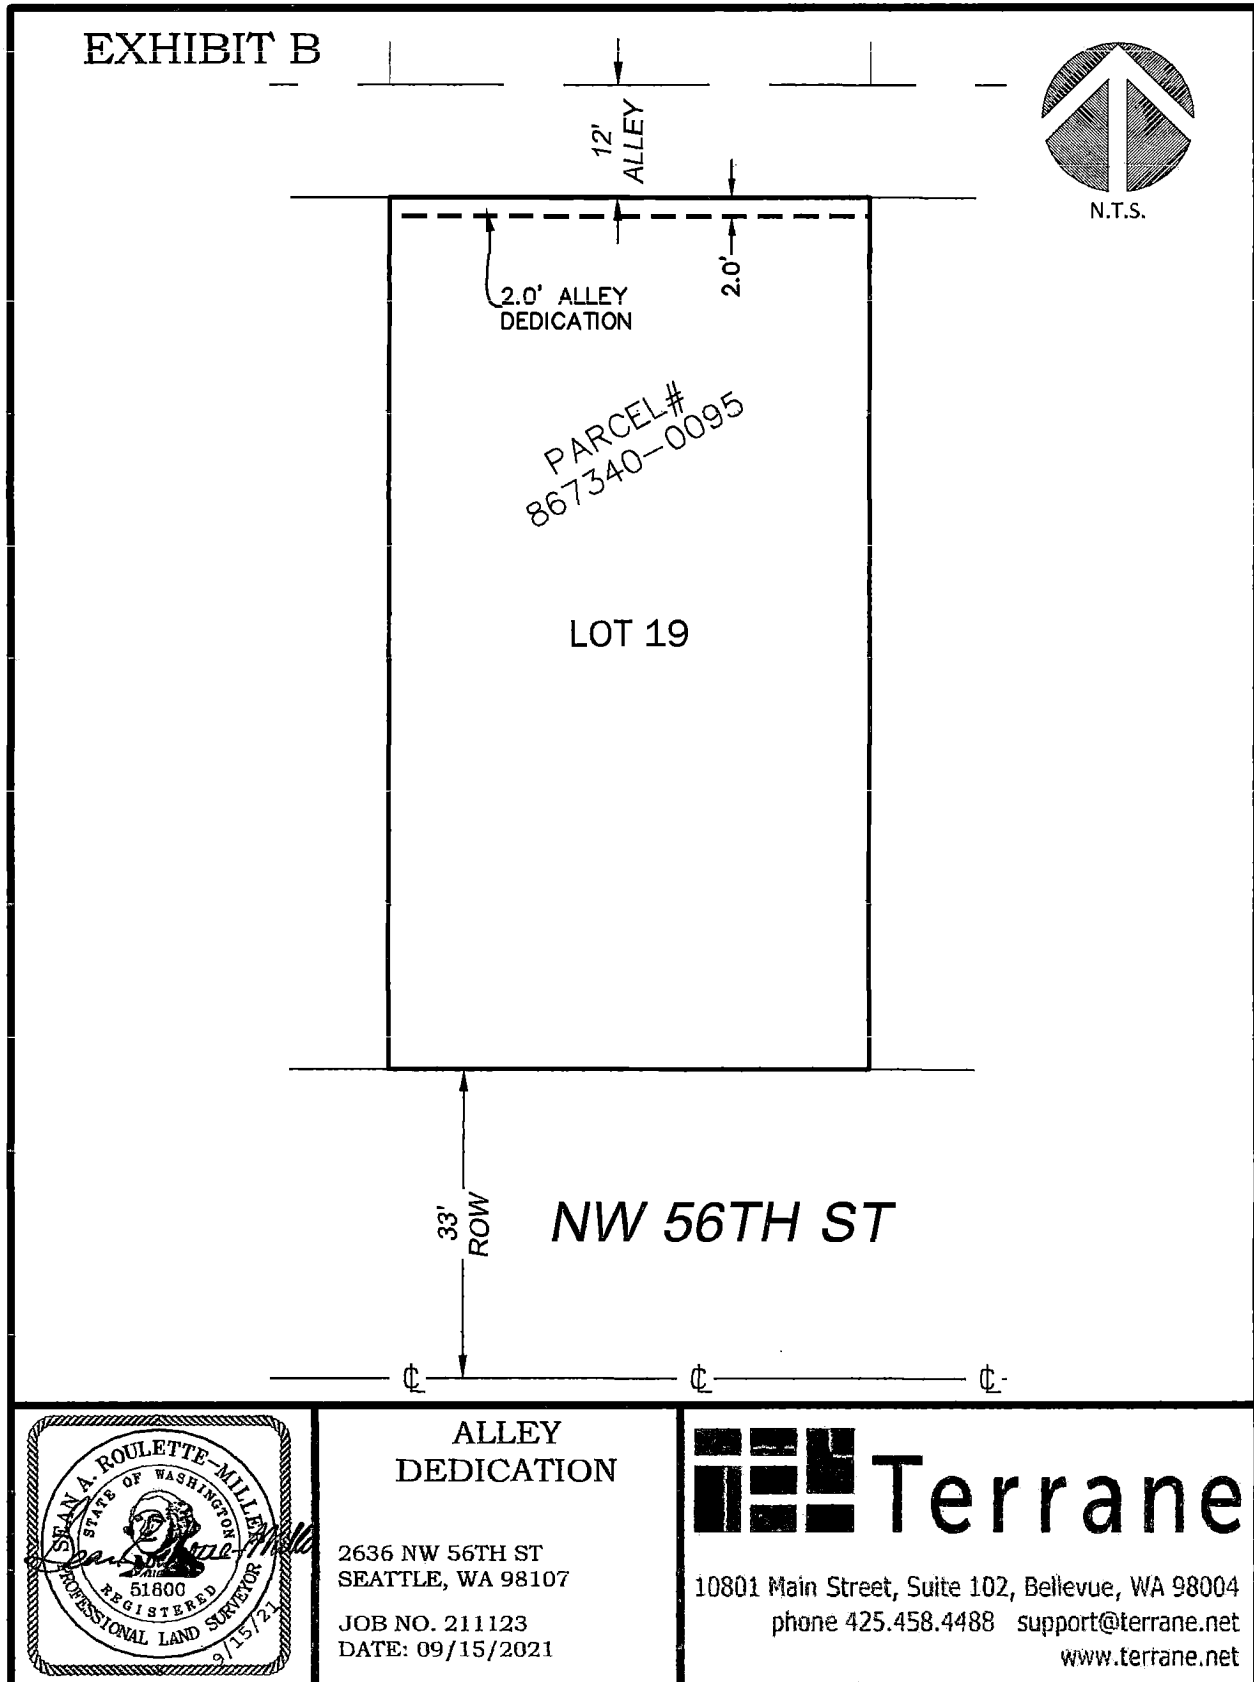 EXHIBIT B
12'
ALLEY
N.T.S.
2.0'
2.0' ALLEY
DEDICATION
PARCEL#
867340-0095
LOT 19
33'
ROW
NW 56TH ST
℄ ℄ ℄
SEAN A. ROULETTE-MILLER
STATE OF WASHINGTON
51800
REGISTERED
PROFESSIONAL LAND SURVEYOR
9/15/21
ALLEY
DEDICATION
2636 NW 56TH ST
SEATTLE, WA 98107
JOB NO. 211123
DATE: 09/15/2021
Terrane
10801 Main Street, Suite 102, Bellevue, WA 98004
phone 425.458.4488 support@terrane.net
www.terrane.net